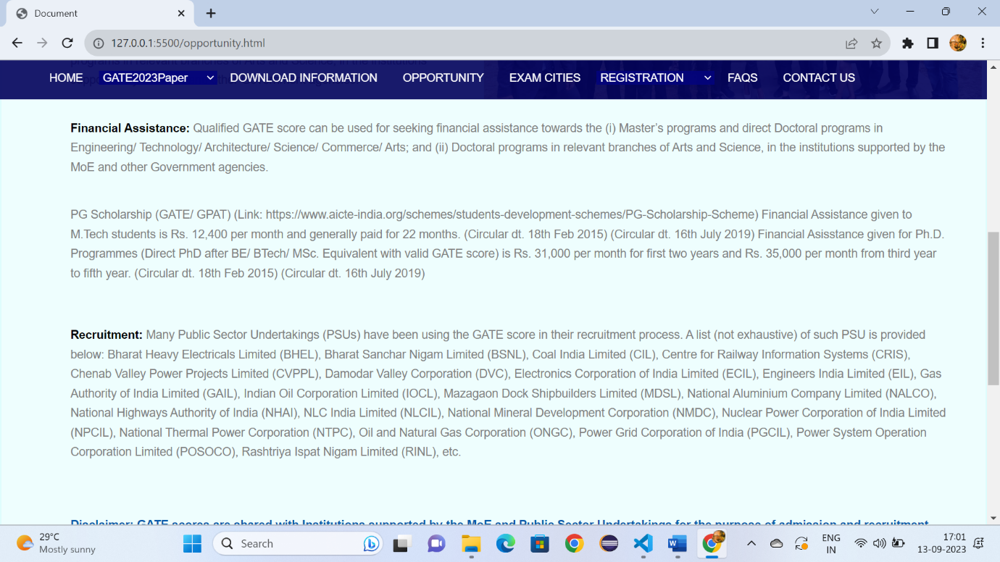 Document
127.0.0.1:5500/opportunity.html
programs in relevant branches of Arts and Science, in the institutions
HOME GATE2023Paper DOWNLOAD INFORMATION OPPORTUNITY EXAM CITIES REGISTRATION FAQS CONTACT US
Financial Assistance: Qualified GATE score can be used for seeking financial assistance towards the (i) Master's programs and direct Doctoral programs in
Engineering/ Technology/ Architecture/ Science/ Commerce/ Arts; and (ii) Doctoral programs in relevant branches of Arts and Science, in the institutions supported by the
MoE and other Government agencies.
PG Scholarship (GATE/ GPAT) (Link: https://www.aicte-india.org/schemes/students-development-schemes/PG-Scholarship-Scheme) Financial Assistance given to
M.Tech students is Rs. 12,400 per month and generally paid for 22 months. (Circular dt. 18th Feb 2015) (Circular dt. 16th July 2019) Financial Asisstance given for Ph.D.
Programmes (Direct PhD after BE/ BTech/ MSc. Equivalent with valid GATE score) is Rs. 31,000 per month for first two years and Rs. 35,000 per month from third year
to fifth year. (Circular dt. 18th Feb 2015) (Circular dt. 16th July 2019)
Recruitment: Many Public Sector Undertakings (PSUs) have been using the GATE score in their recruitment process. A list (not exhaustive) of such PSU is provided
below: Bharat Heavy Electricals Limited (BHEL), Bharat Sanchar Nigam Limited (BSNL), Coal India Limited (CIL), Centre for Railway Information Systems (CRIS),
Chenab Valley Power Projects Limited (CVPPL), Damodar Valley Corporation (DVC), Electronics Corporation of India Limited (ECIL), Engineers India Limited (EIL), Gas
Authority of India Limited (GAIL), Indian Oil Corporation Limited (IOCL), Mazagaon Dock Shipbuilders Limited (MDSL), National Aluminium Company Limited (NALCO),
National Highways Authority of India (NHAI), NLC India Limited (NLCIL), National Mineral Development Corporation (NMDC), Nuclear Power Corporation of India Limited
(NPCIL), National Thermal Power Corporation (NTPC), Oil and Natural Gas Corporation (ONGC), Power Grid Corporation of India (PGCIL), Power System Operation
Corporation Limited (POSOCO), Rashtriya Ispat Nigam Limited (RINL), etc.
Disclaimer: GATE scores are shared with Institutions supported by the MoE and Public Sector Undertakings for the purpose of admission and recruitment
29°C
Mostly sunny
Search
ENG
IN
17:01
13-09-2023